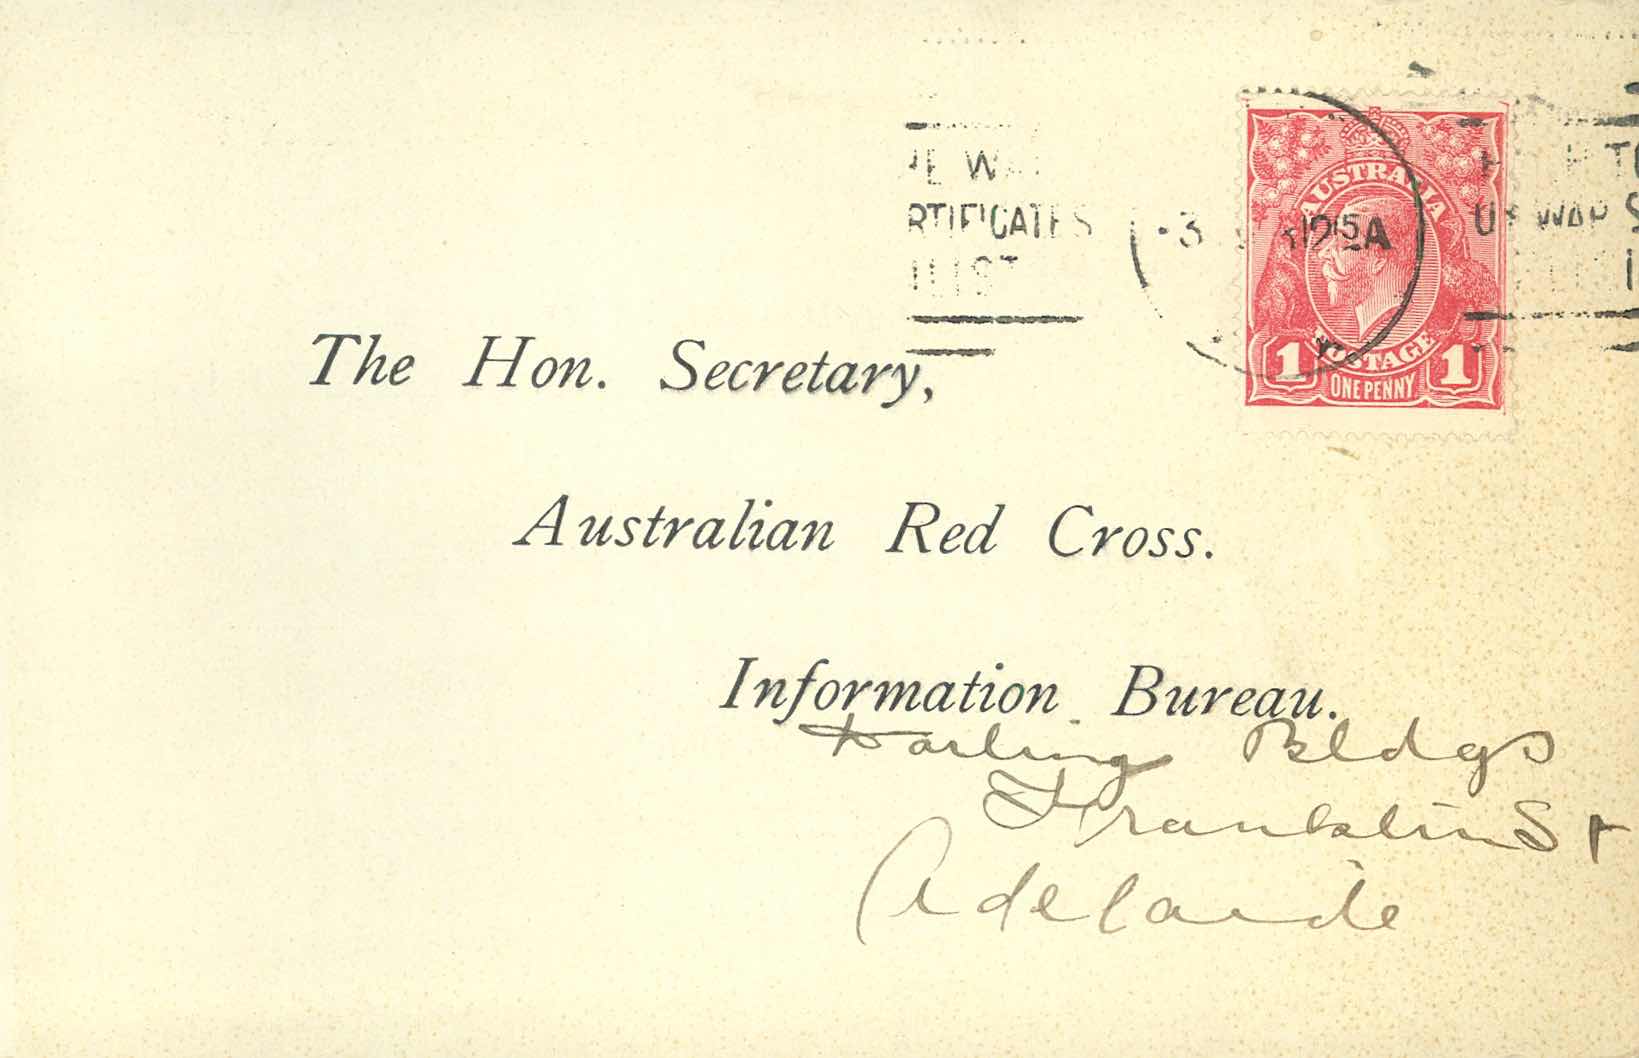 AUSTRALIA
POSTAGE
1 1
ONE PENNY
The Hon. Secretary,
Australian Red Cross.
Information Bureau.
Darling Bldgs
Franklin St
Adelaide